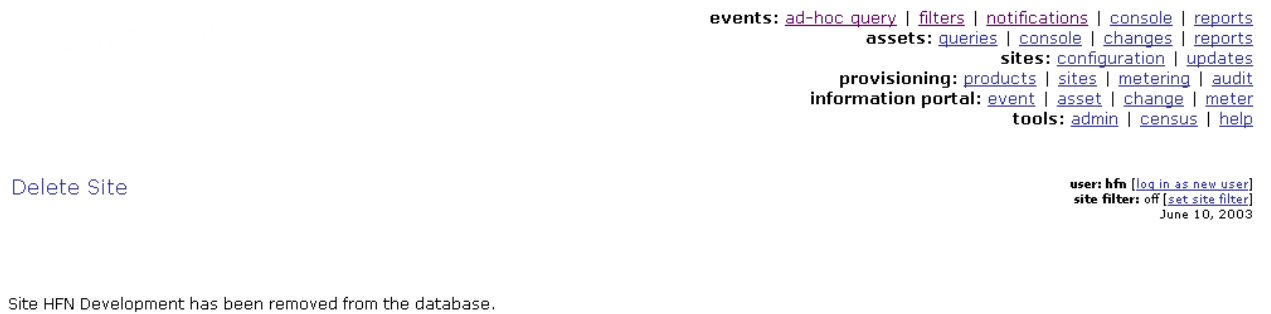 events: ad-hoc query | filters | notifications | console | reports
assets: queries | console | changes | reports
sites: configuration | updates
provisioning: products | sites | metering | audit
information portal: event | asset | change | meter
tools: admin | census | help
Delete Site
user: hfn [log in as new user]
site filter: off [set site filter]
June 10, 2003
Site HFN Development has been removed from the database.